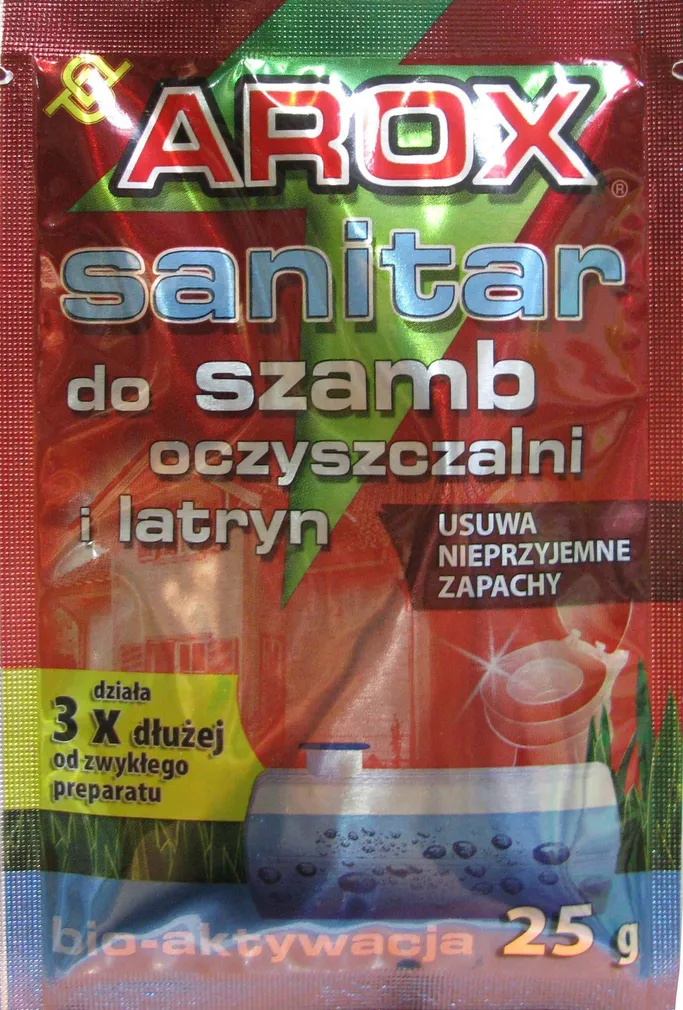 AROX
®
sanitar
do szamb
oczyszczalni
i latryn
USUWA
NIEPRZYJEMNE
ZAPACHY
działa
3 x dłużej
od zwykłego
preparatu
bio-aktywacja 25 g